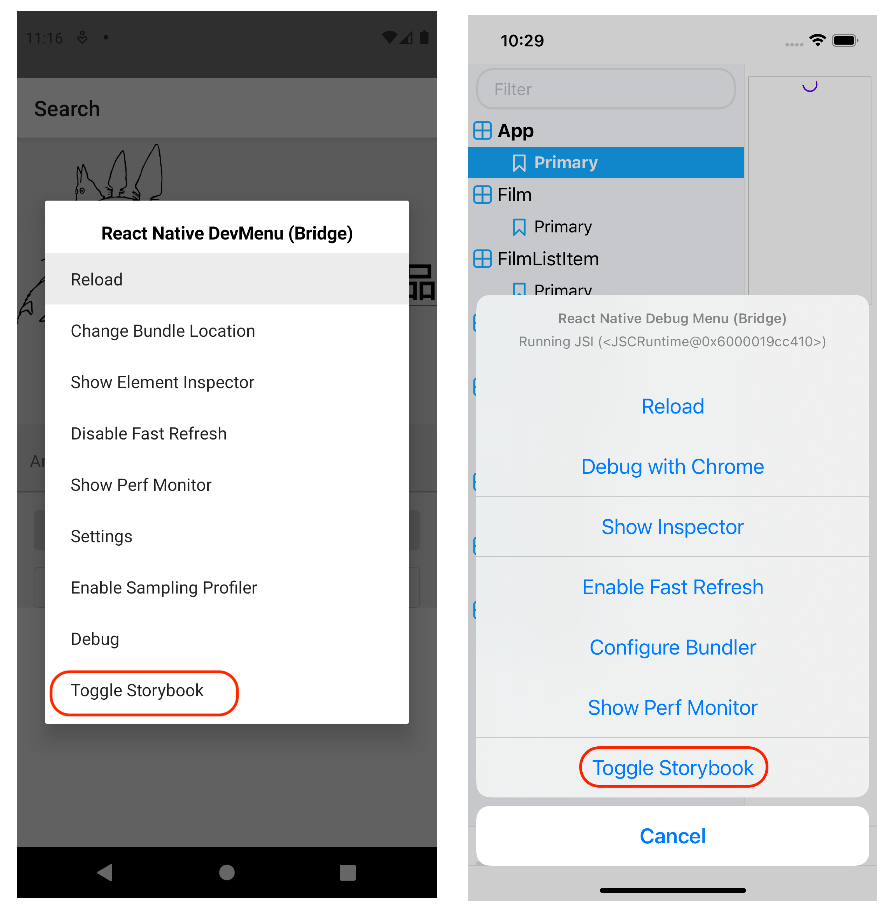 11:16
Search
品
React Native DevMenu (Bridge)
Reload
Change Bundle Location
Show Element Inspector
Disable Fast Refresh
Show Perf Monitor
Settings
Enable Sampling Profiler
Debug
Toggle Storybook
10:29
Filter
App
Primary
Film
Primary
FilmListItem
Primary
React Native Debug Menu (Bridge)
Running JSI (<JSCRuntime@0x6000019cc410>)
Reload
Debug with Chrome
Show Inspector
Enable Fast Refresh
Configure Bundler
Show Perf Monitor
Toggle Storybook
Cancel